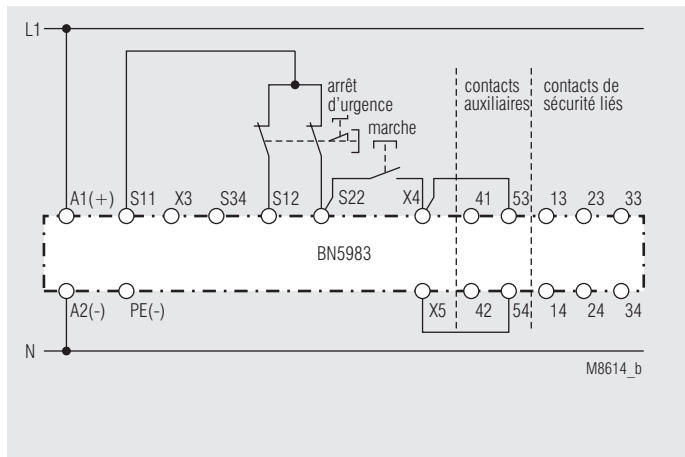 L1
arrêt
d'urgence
marche
contacts
auxiliaires
contacts de
sécurité liés
A1(+) S11 X3 S34 S12 S22 X4 41 53 13 23 33
BN5983
A2(-) PE(-) X5 42 54 14 24 34
N
M8614_b